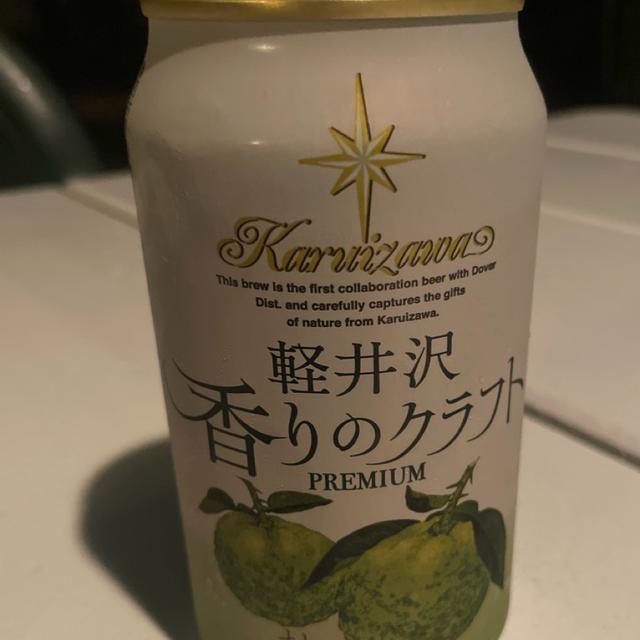 Karuizawa
This brew is the first collaboration beer with Dover
Dist. and carefully captures the gifts
of nature from Karuizawa.
軽井沢
香りのクラフト
PREMIUM